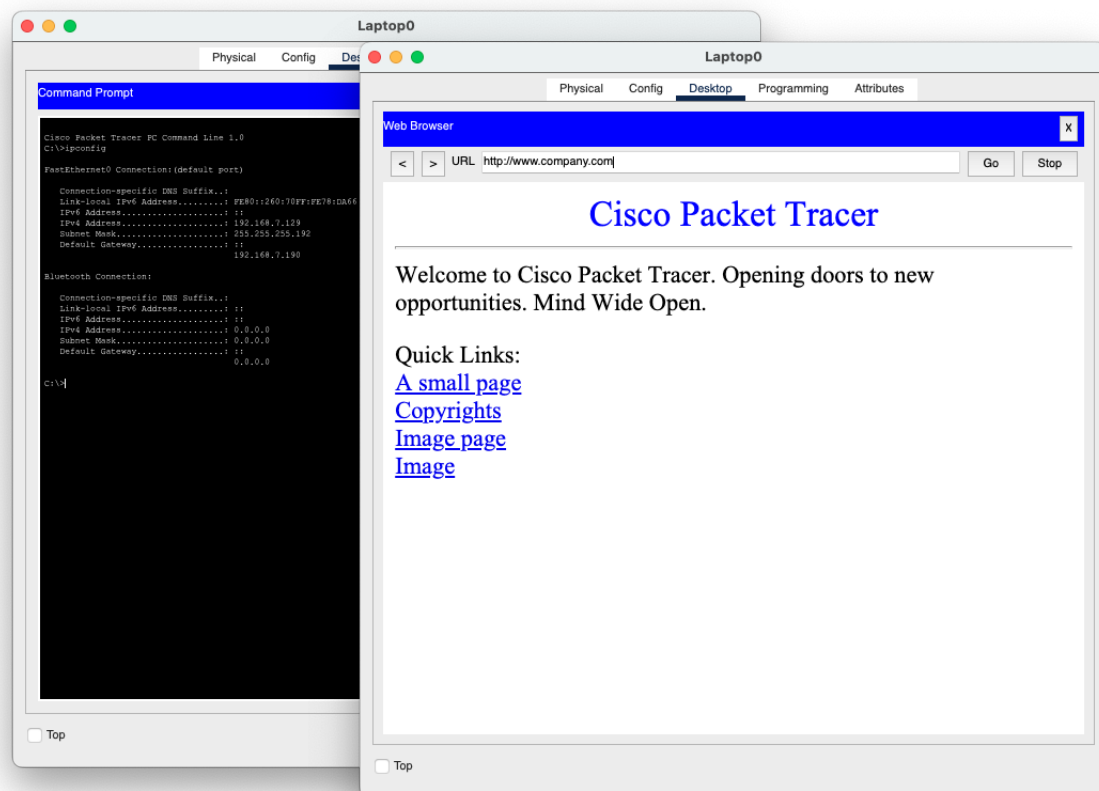 Laptop0
Physical Config Des
Command Prompt
Cisco Packet Tracer PC Command Line 1.0
C:\>ipconfig
FastEthernet0 Connection:(default port)
Connection-specific DNS Suffix..:
Link-local IPv6 Address.........: FE80::260:70FF:FE78:DA66
IPv6 Address....................: ::
IPv4 Address....................: 192.168.7.129
Subnet Mask.....................: 255.255.255.192
Default Gateway.................: ::
192.168.7.190
Bluetooth Connection:
Connection-specific DNS Suffix..:
Link-local IPv6 Address.........: ::
IPv6 Address....................: ::
IPv4 Address....................: 0.0.0.0
Subnet Mask.....................: 0.0.0.0
Default Gateway.................: ::
0.0.0.0
C:\>
Top
Laptop0
Physical Config Desktop Programming Attributes
Web Browser X
< > URL http://www.company.com Go Stop
Cisco Packet Tracer
Welcome to Cisco Packet Tracer. Opening doors to new
opportunities. Mind Wide Open.
Quick Links:
A small page
Copyrights
Image page
Image
Top